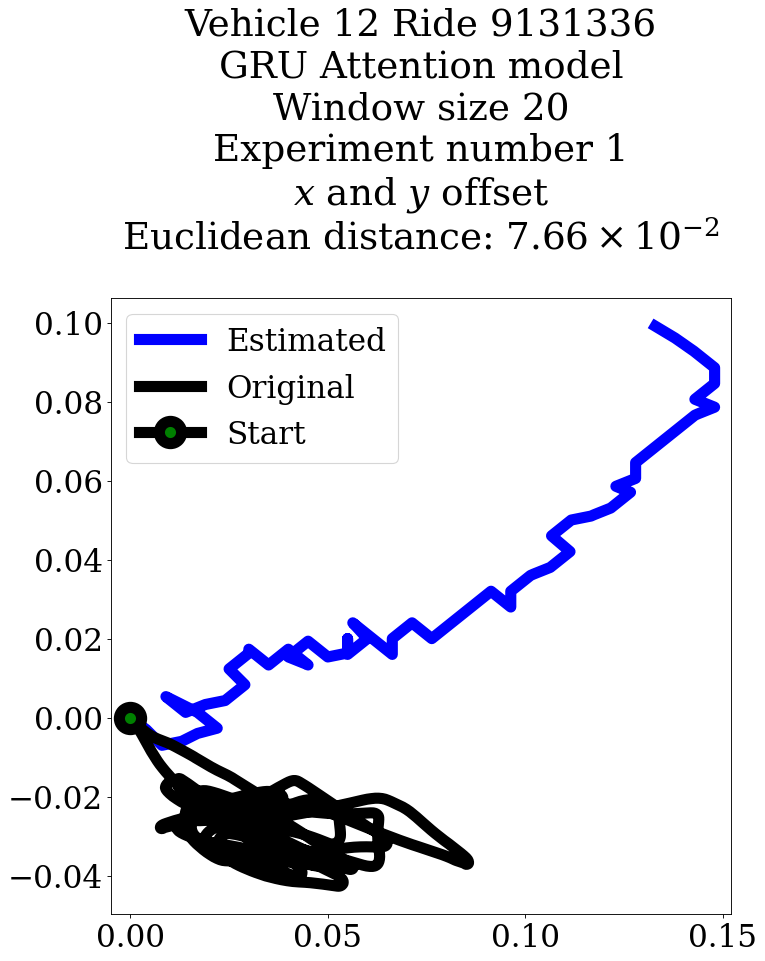 Vehicle 12 Ride 9131336
GRU Attention model
Window size 20
Experiment number 1
x and y offset
Euclidean distance: 7.66 × 10⁻²
Estimated
Original
Start
0.10
0.08
0.06
0.04
0.02
0.00
−0.02
−0.04
0.00 0.05 0.10 0.15